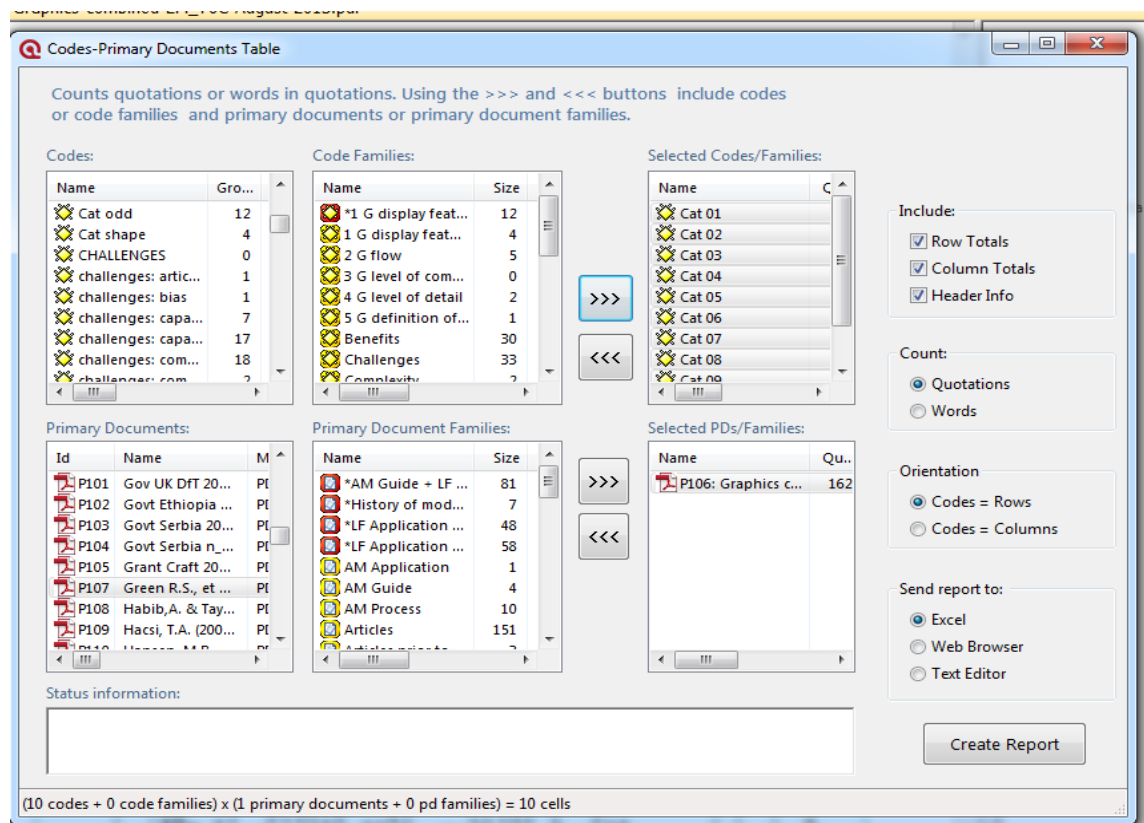 Codes-Primary Documents Table
Counts quotations or words in quotations. Using the >>> and <<< buttons include codes
or code families and primary documents or primary document families.
Codes:
Name Gro...
Cat odd 12
Cat shape 4
CHALLENGES 0
challenges: artic... 1
challenges: bias 1
challenges: capa... 7
challenges: capa... 17
challenges: com... 18
challenges: com... 2
Code Families:
Name Size
*1 G display feat... 12
1 G display feat... 4
2 G flow 5
3 G level of com... 0
4 G level of detail 2
5 G definition of... 1
Benefits 30
Challenges 33
Complexity 2
>>>
<<<
Selected Codes/Families:
Name
Cat 01
Cat 02
Cat 03
Cat 04
Cat 05
Cat 06
Cat 07
Cat 08
Cat 09
Include:
Row Totals
Column Totals
Header Info
Count:
Quotations
Words
Primary Documents:
Id Name M
P101 Gov UK DfT 20...
P102 Govt Ethiopia ...
P103 Govt Serbia 20...
P104 Govt Serbia n_...
P105 Grant Craft 20...
P107 Green R.S., et ...
P108 Habib,A. & Tay...
P109 Hacsi, T.A. (200...
P110
Primary Document Families:
Name Size
*AM Guide + LF ... 81
*History of mod... 7
*LF Application ... 48
*LF Application ... 58
AM Application 1
AM Guide 4
AM Process 10
Articles 151
>>>
<<<
Selected PDs/Families:
Name Qu..
P106: Graphics c... 162
Orientation
Codes = Rows
Codes = Columns
Send report to:
Excel
Web Browser
Text Editor
Status information:
Create Report
(10 codes + 0 code families) x (1 primary documents + 0 pd families) = 10 cells